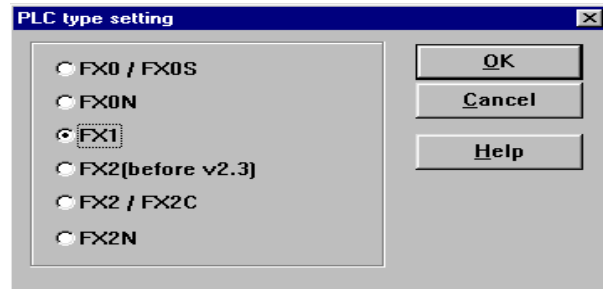 PLC type setting
FX0 / FX0S
FX0N
FX1
FX2(before v2.3)
FX2 / FX2C
FX2N
OK
Cancel
Help